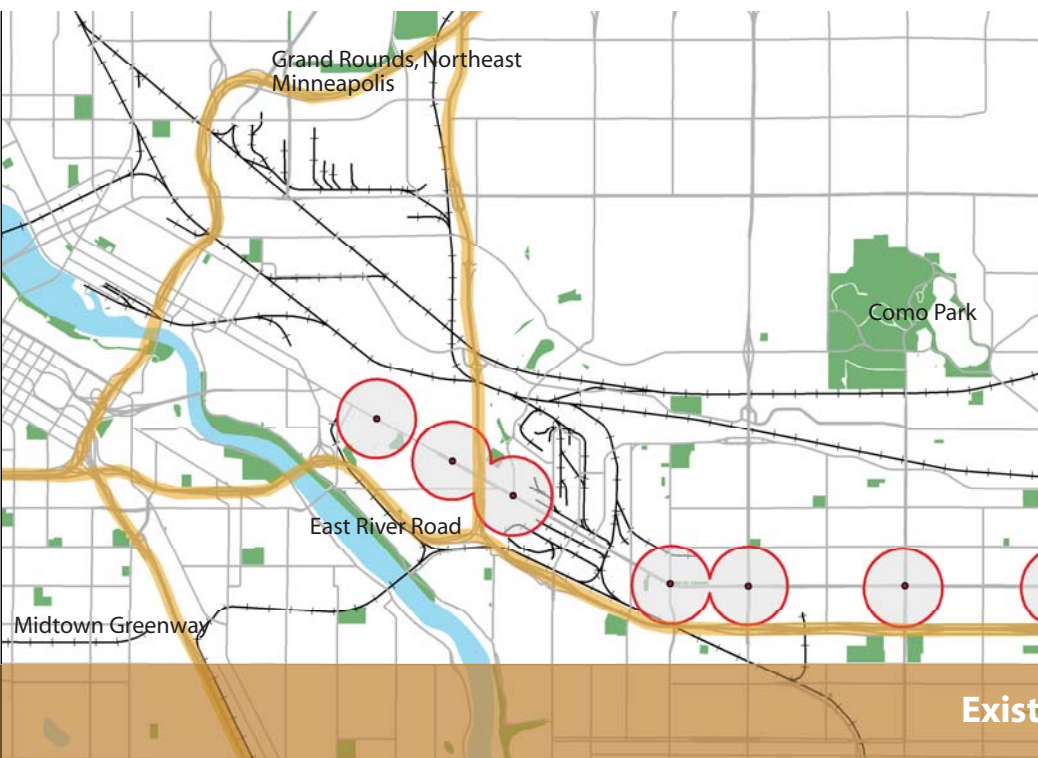 Grand Rounds, Northeast
Minneapolis
Como Park
East River Road
Midtown Greenway
Exist